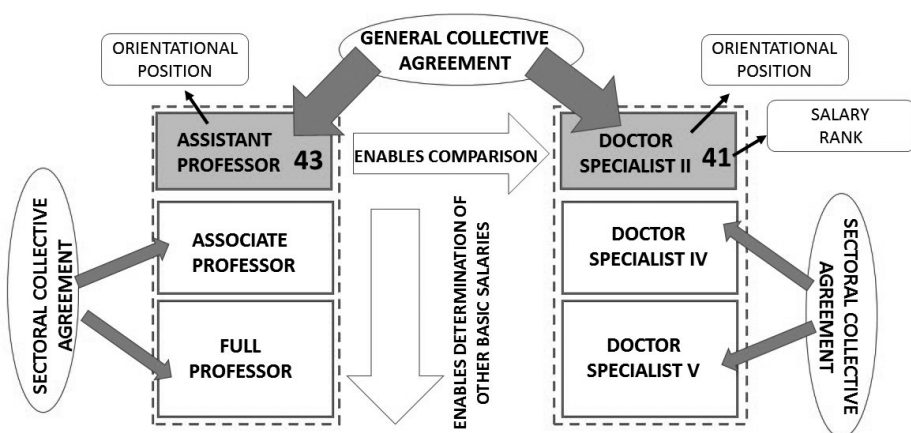 GENERAL COLLECTIVE
AGREEMENT
ORIENTATIONAL
POSITION
ORIENTATIONAL
POSITION
SALARY
RANK
ASSISTANT
PROFESSOR 43
ENABLES COMPARISON
DOCTOR
SPECIALIST II 41
SECTORAL COLLECTIVE
AGREEMENT
ASSOCIATE
PROFESSOR
FULL
PROFESSOR
ENABLES DETERMINATION OF
OTHER BASIC SALARIES
DOCTOR
SPECIALIST IV
DOCTOR
SPECIALIST V
SECTORAL COLLECTIVE
AGREEMENT